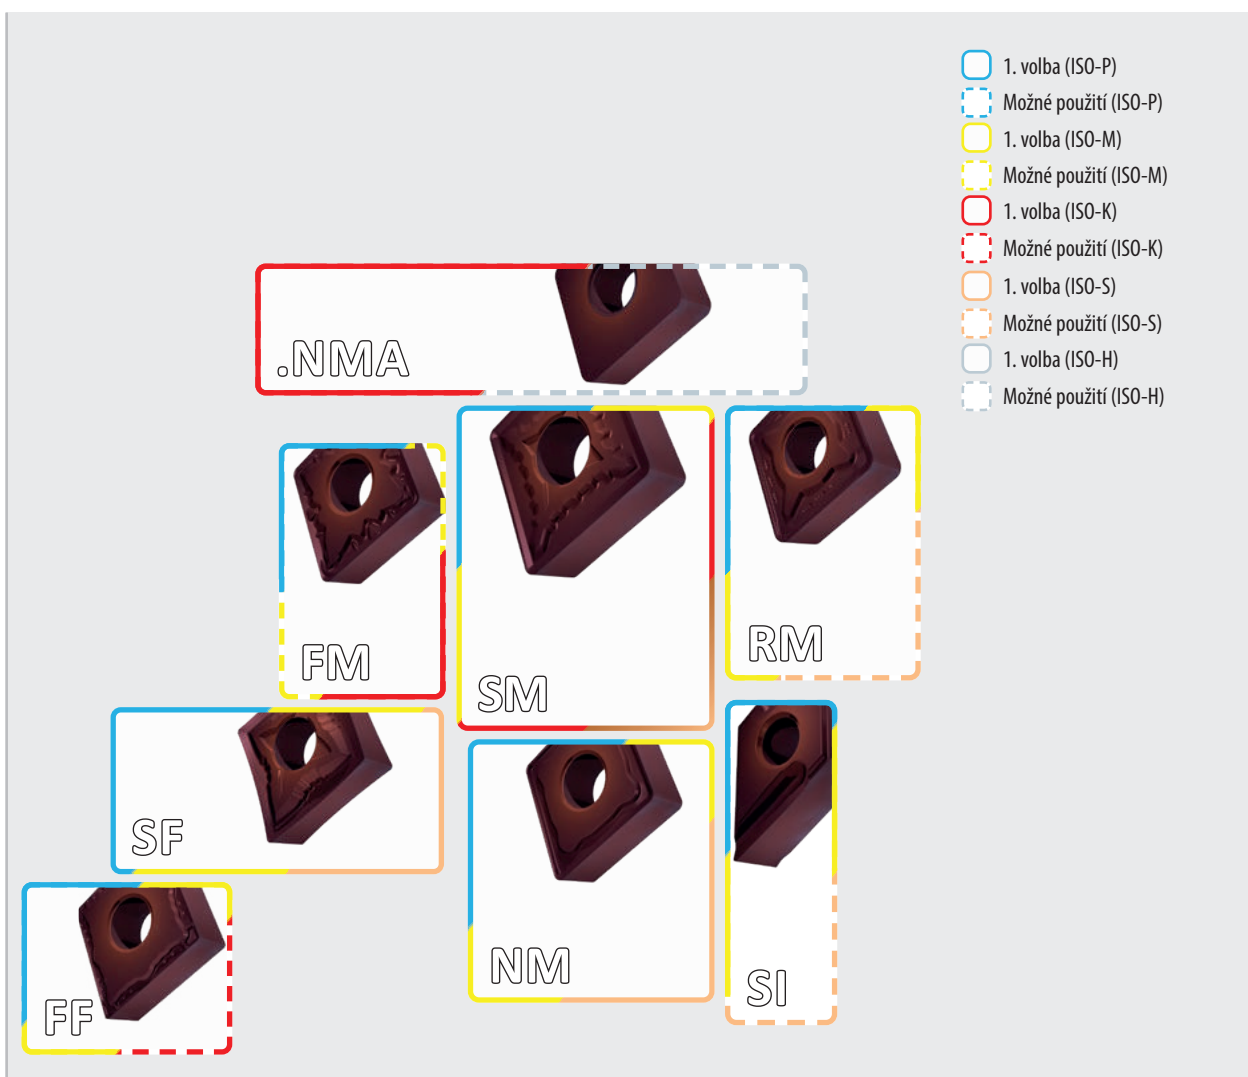 1. volba (ISO-P)
Možné použití (ISO-P)
1. volba (ISO-M)
Možné použití (ISO-M)
1. volba (ISO-K)
Možné použití (ISO-K)
1. volba (ISO-S)
Možné použití (ISO-S)
1. volba (ISO-H)
Možné použití (ISO-H)
.NMA
FM
SM
RM
SF
NM
SI
FF